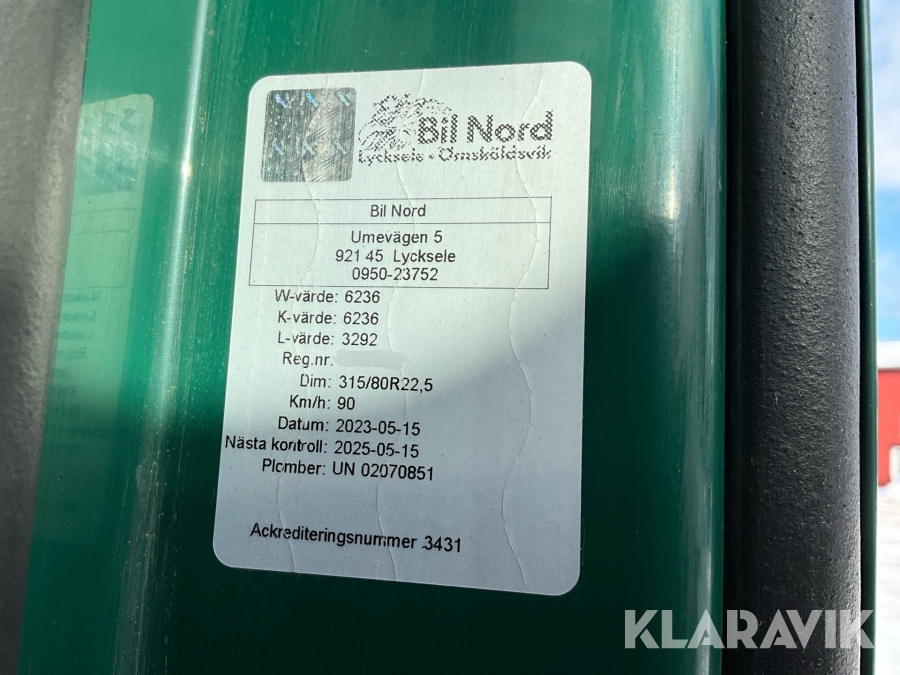 Bil Nord
Lycksele - Örnsköldsvik
Bil Nord
Umevägen 5
921 45 Lycksele
0950-23752
W-värde: 6236
K-värde: 6236
L-värde: 3292
Reg.nr.
Dim: 315/80R22,5
Km/h: 90
Datum: 2023-05-15
Nästa kontroll: 2025-05-15
Plomber: UN 02070851
Ackrediteringsnummer 3431
KLARAVIK